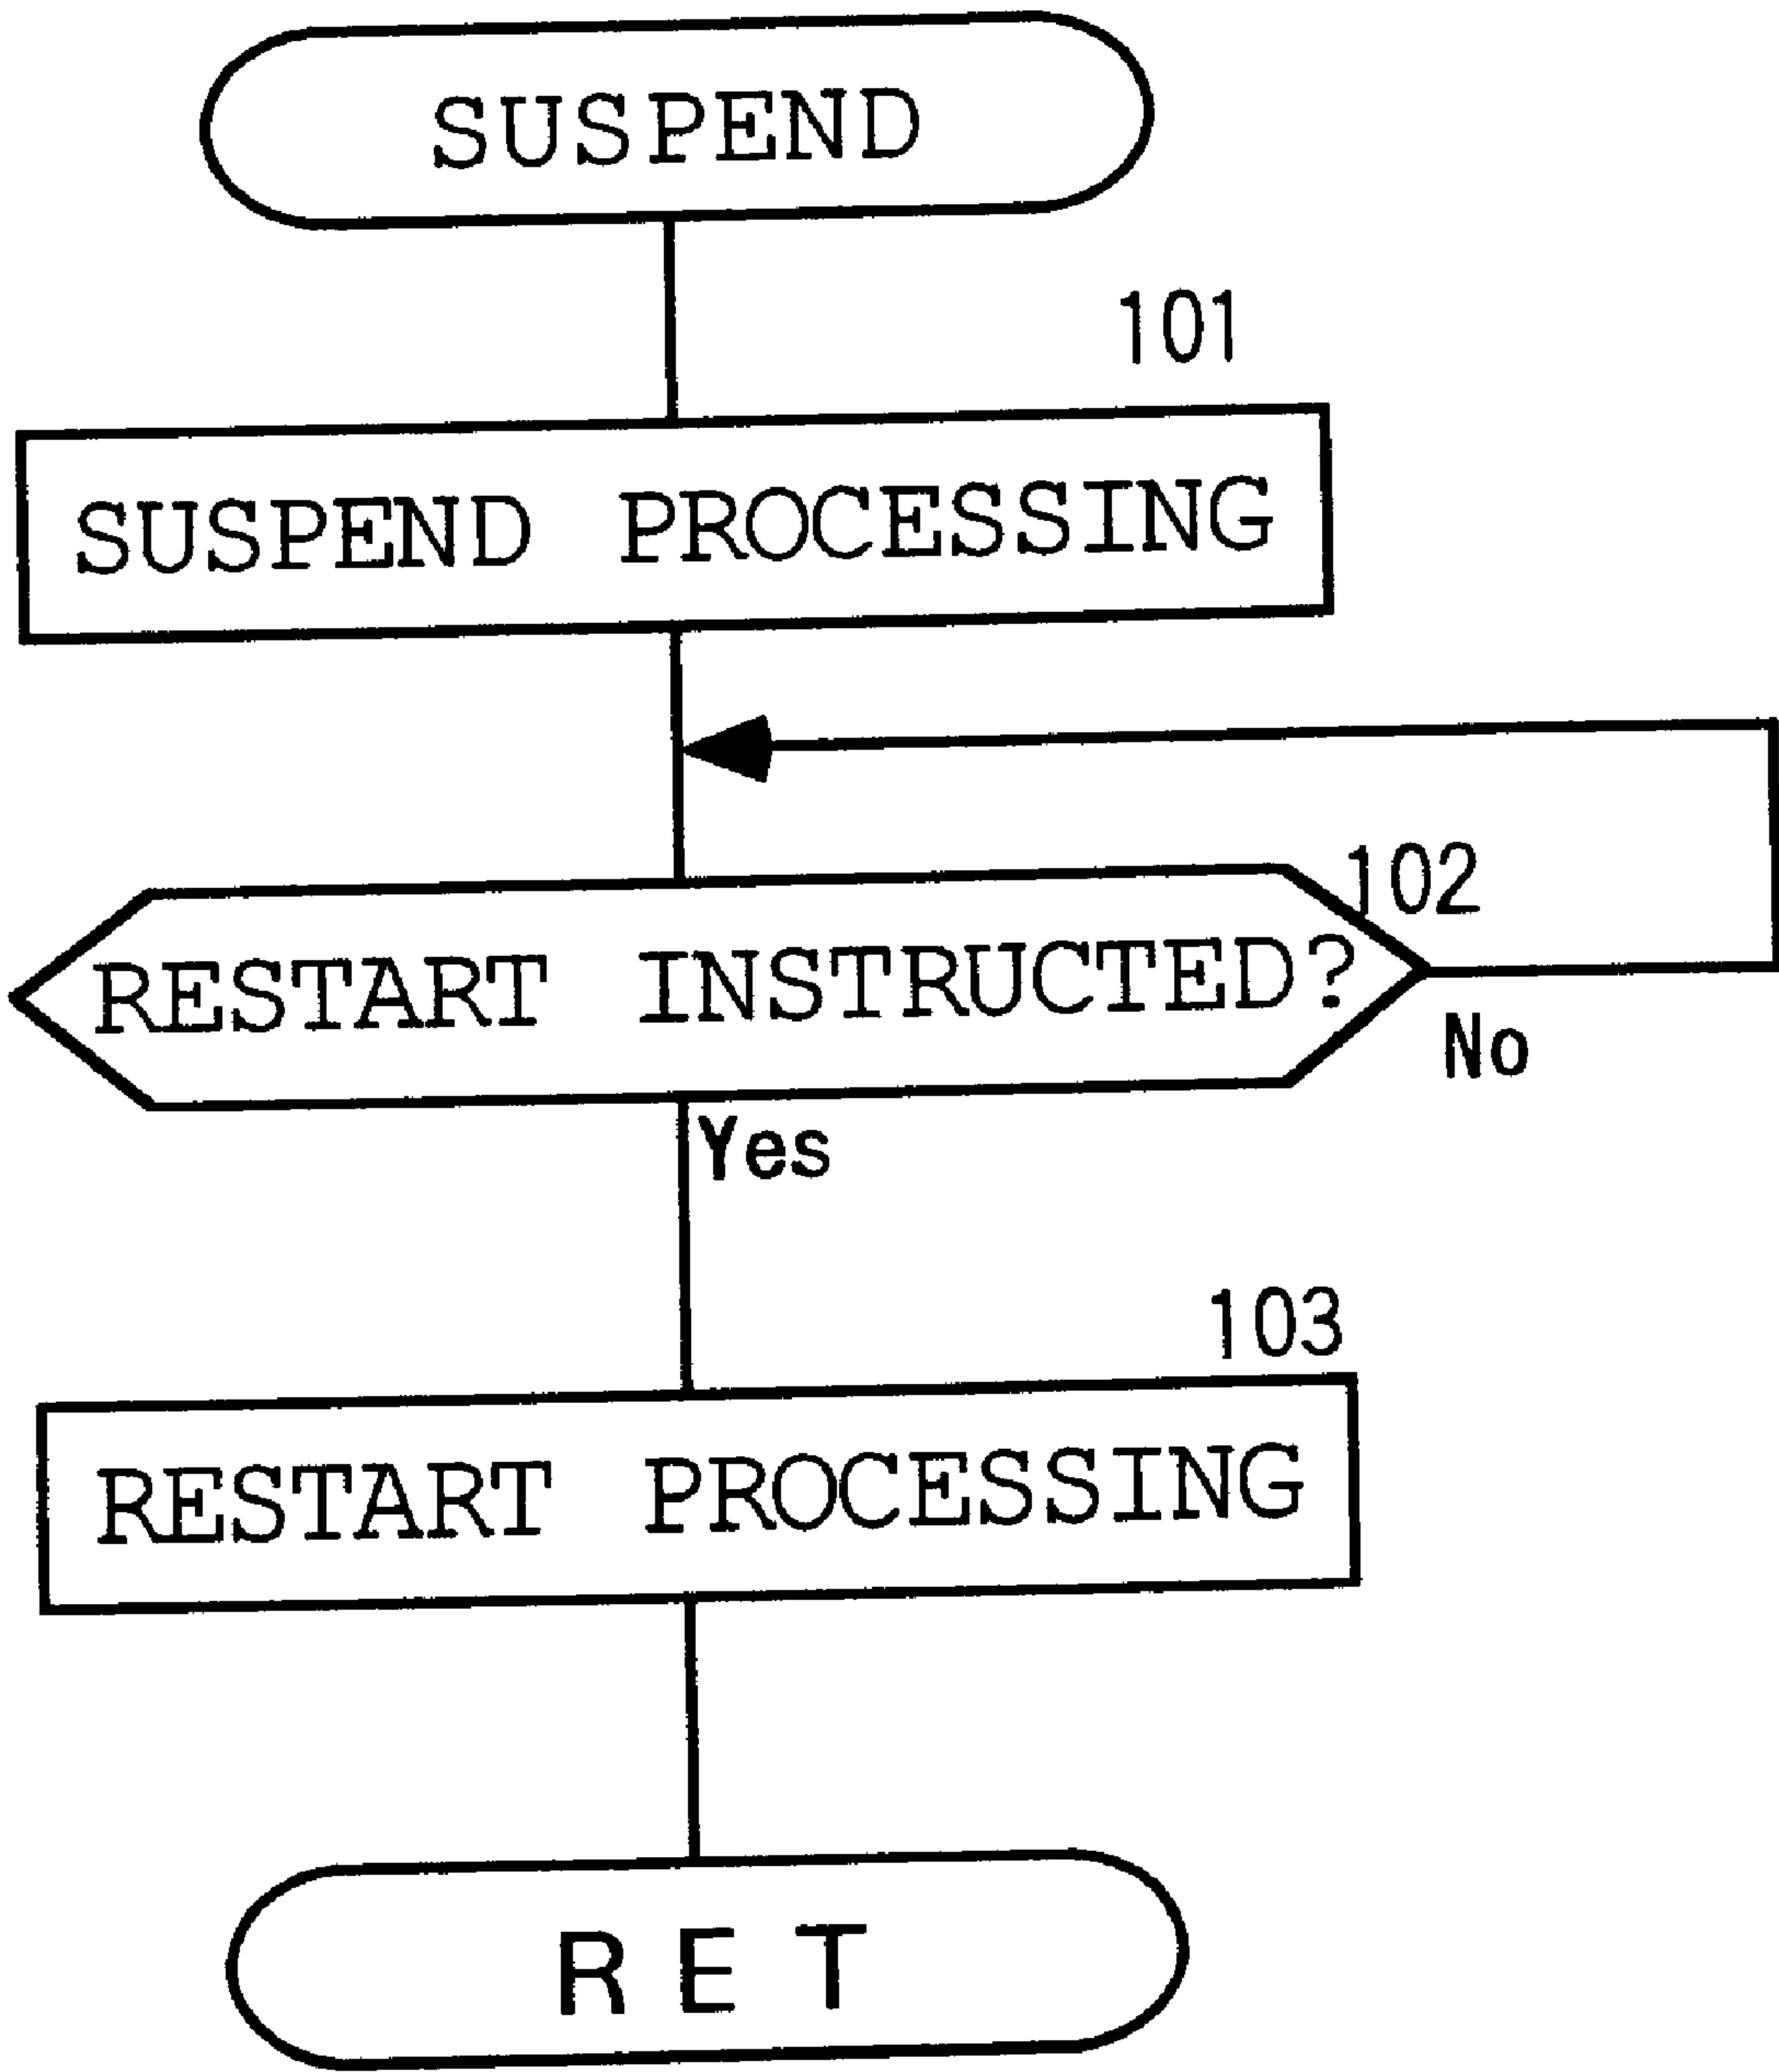 SUSPEND
101
SUSPEND PROCESSING
102
RESTART INSTRUCTED?
No
Yes
103
RESTART PROCESSING
RET